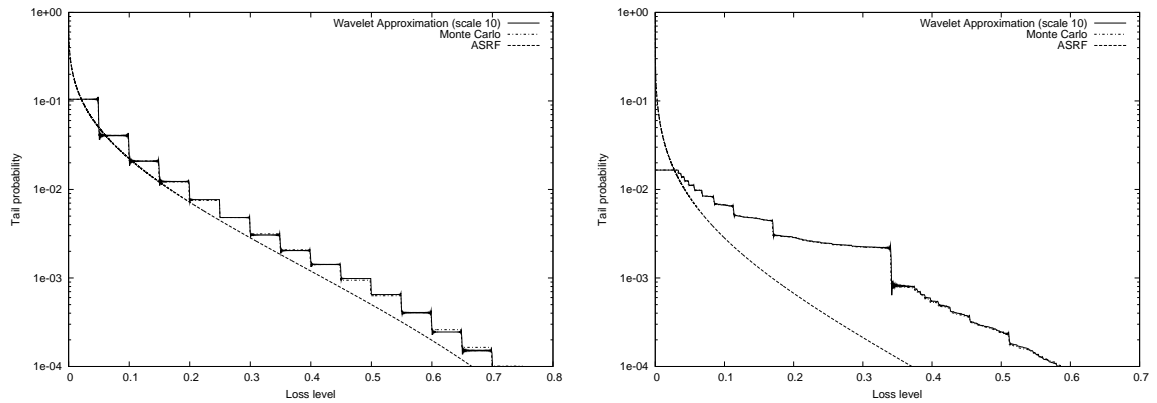 1e+00
1e-01
1e-02
1e-03
1e-04
0
0.1
0.2
0.3
0.4
0.5
0.6
0.7
0.8
Tail probability
Loss level
Wavelet Approximation (scale 10)
Monte Carlo
ASRF
1e+00
1e-01
1e-02
1e-03
1e-04
0
0.1
0.2
0.3
0.4
0.5
0.6
0.7
Tail probability
Loss level
Wavelet Approximation (scale 10)
Monte Carlo
ASRF